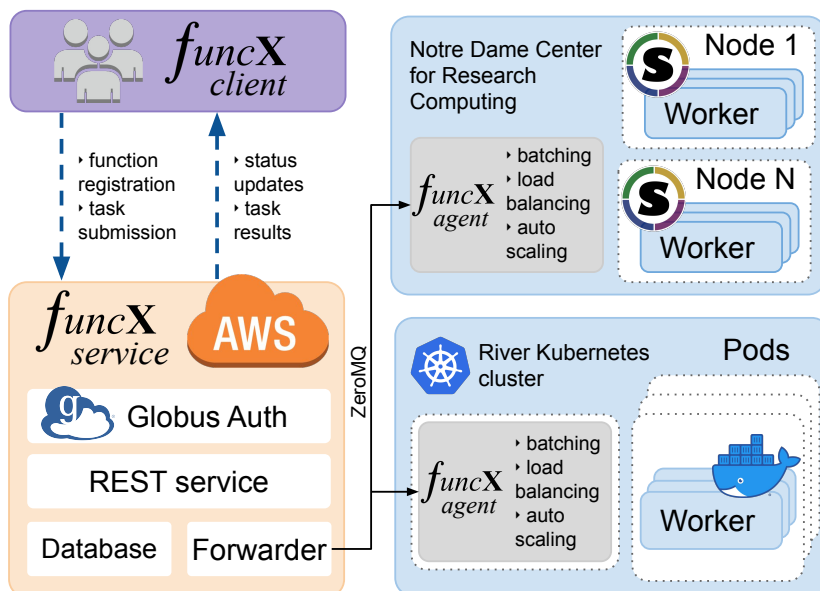 funcX
client
‣ function
registration
‣ task
submission
‣ status
updates
‣ task
results
funcX
service
AWS
g
Globus Auth
REST service
Database
Forwarder
ZeroMQ
Notre Dame Center
for Research
Computing
funcX
agent
‣ batching
‣ load
balancing
‣ auto
scaling
S
Node 1
Worker
S
Node N
Worker
River Kubernetes
cluster
Pods
funcX
agent
‣ batching
‣ load
balancing
‣ auto
scaling
Worker